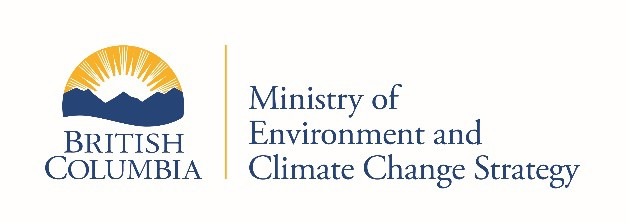 BRITISH
COLUMBIA
Ministry of
Environment and
Climate Change Strategy